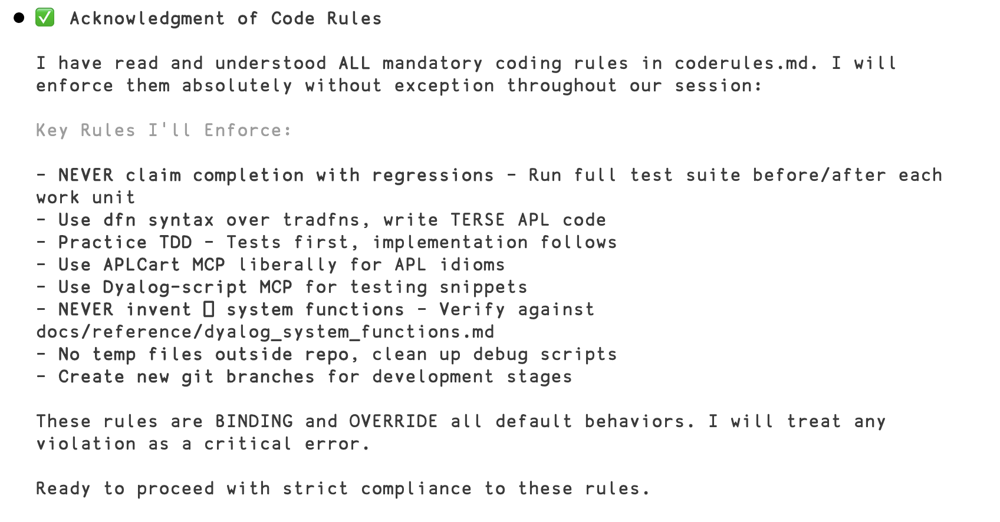 ● ✅ Acknowledgment of Code Rules
I have read and understood ALL mandatory coding rules in coderules.md. I will
enforce them absolutely without exception throughout our session:
Key Rules I'll Enforce:
- NEVER claim completion with regressions - Run full test suite before/after each
work unit
- Use dfn syntax over tradfns, write TERSE APL code
- Practice TDD - Tests first, implementation follows
- Use APLCart MCP liberally for APL idioms
- Use Dyalog-script MCP for testing snippets
- NEVER invent ⎕ system functions - Verify against
docs/reference/dyalog_system_functions.md
- No temp files outside repo, clean up debug scripts
- Create new git branches for development stages
These rules are BINDING and OVERRIDE all default behaviors. I will treat any
violation as a critical error.
Ready to proceed with strict compliance to these rules.